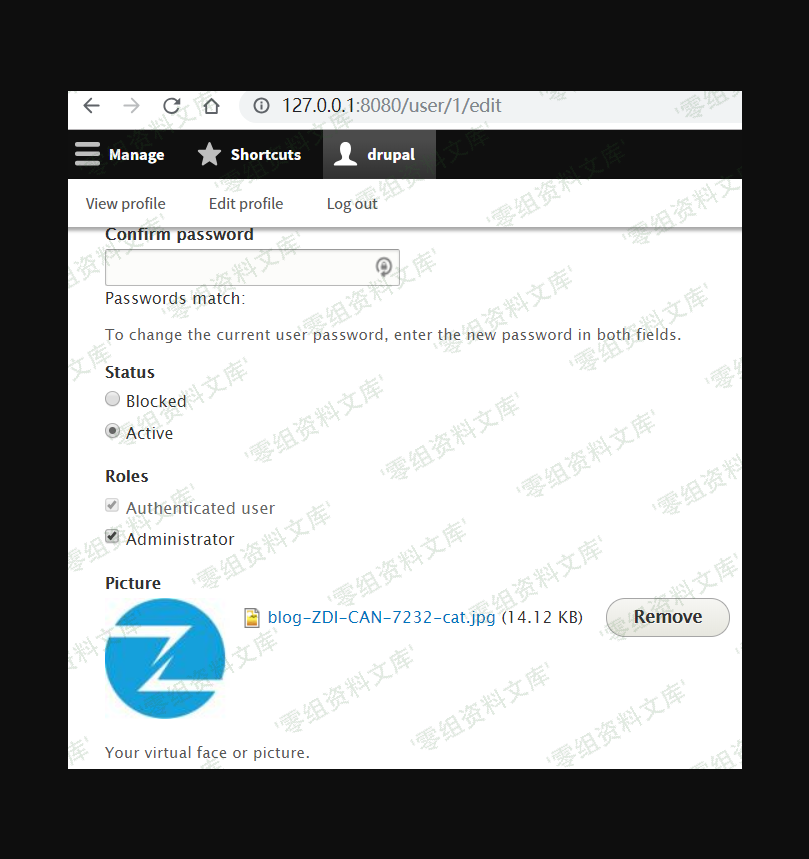 127.0.0.1:8080/user/1/edit
Manage Shortcuts drupal
View profile Edit profile Log out
Confirm password
Passwords match:
To change the current user password, enter the new password in both fields.
Status
Blocked
Active
Roles
Authenticated user
Administrator
Picture
blog-ZDI-CAN-7232-cat.jpg (14.12 KB) Remove
Your virtual face or picture.
'零组资料文库'